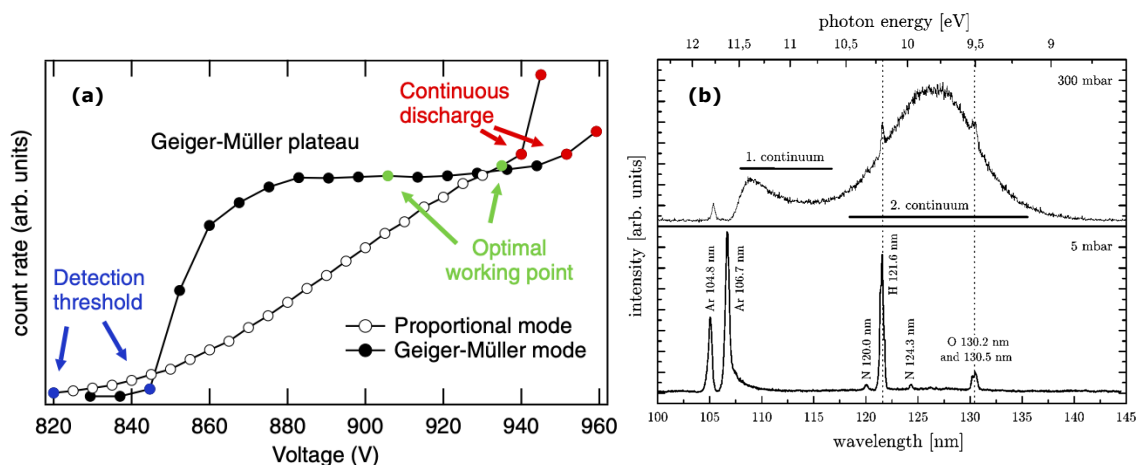 (a)
Continuous
discharge
Geiger-Müller plateau
Optimal
working point
Detection
threshold
Proportional mode
Geiger-Müller mode
count rate (arb. units)
820 840 860 880 900 920 940 960
Voltage (V)
photon energy [eV]
12 11,5 11 10,5 10 9,5 9
(b)
300 mbar
1. continuum
2. continuum
5 mbar
Ar 104.8 nm
Ar 106.7 nm
N 120.0 nm
H 121.6 nm
N 124.3 nm
O 130.2 nm
and 130.5 nm
intensity [arb. units]
100 105 110 115 120 125 130 135 140 145
wavelength [nm]